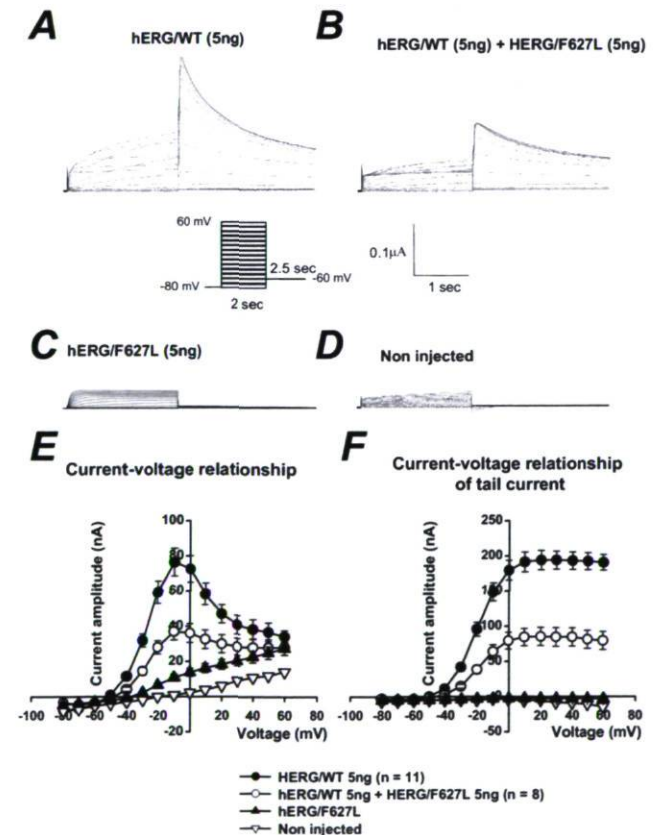 A
hERG/WT (5ng)
B
hERG/WT (5ng) + HERG/F627L (5ng)
60 mV
-80 mV
2.5 sec
-60 mV
2 sec
0.1µA
1 sec
C
hERG/F627L (5ng)
D
Non injected
E
Current-voltage relationship
Current amplitude (nA)
100
80
60
40
20
-20
-100
-80
-60
-40
-20
20
40
60
80
Voltage (mV)
F
Current-voltage relationship
of tail current
Current amplitude (nA)
250
200
150
100
50
0
-50
-100
-80
-60
-40
-20
20
40
60
80
Voltage (mV)
HERG/WT 5ng (n = 11)
hERG/WT 5ng + HERG/F627L 5ng (n = 8)
hERG/F627L
Non injected